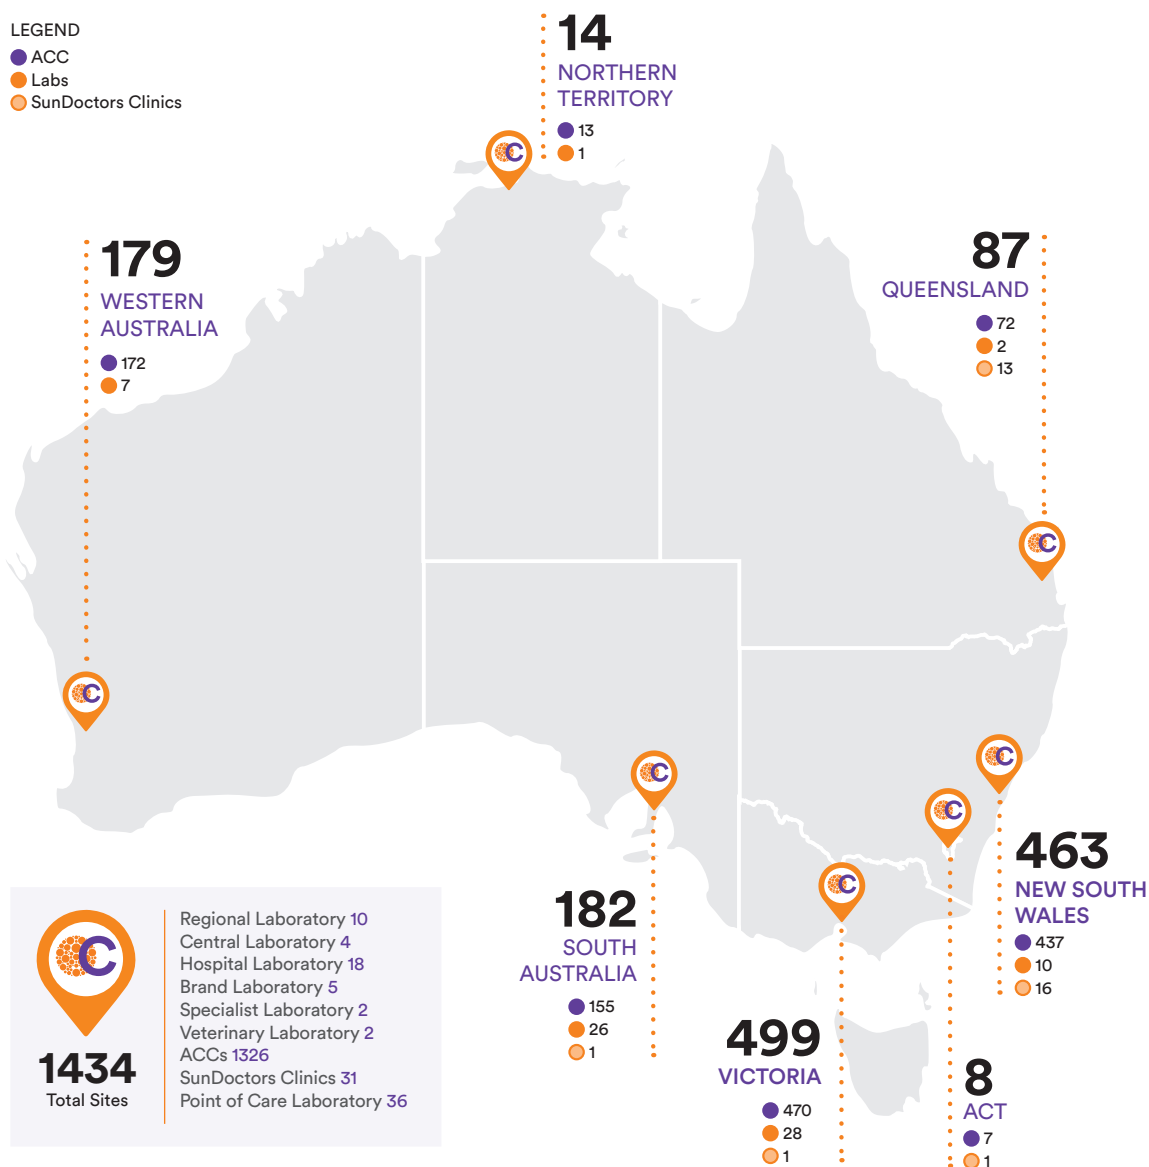 LEGEND
ACC
Labs
SunDoctors Clinics
14
NORTHERN
TERRITORY
13
1
179
WESTERN
AUSTRALIA
172
7
87
QUEENSLAND
72
2
13
463
NEW SOUTH
WALES
437
10
16
182
SOUTH
AUSTRALIA
155
26
1
499
VICTORIA
470
28
1
8
ACT
7
1
1434
Total Sites
Regional Laboratory 10
Central Laboratory 4
Hospital Laboratory 18
Brand Laboratory 5
Specialist Laboratory 2
Veterinary Laboratory 2
ACCs 1326
SunDoctors Clinics 31
Point of Care Laboratory 36